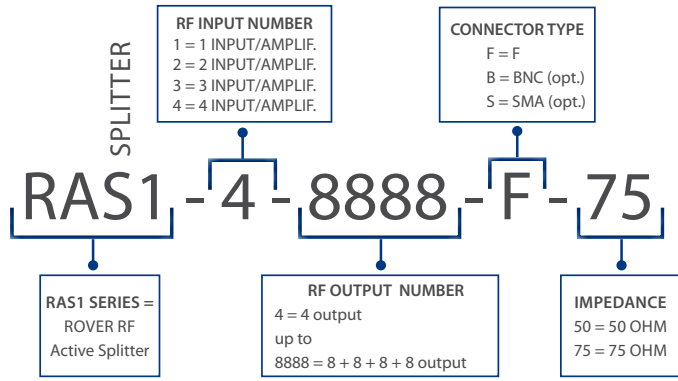 RF INPUT NUMBER
1 = 1 INPUT/AMPLIF.
2 = 2 INPUT/AMPLIF.
3 = 3 INPUT/AMPLIF.
4 = 4 INPUT/AMPLIF.
CONNECTOR TYPE
F = F
B = BNC (opt.)
S = SMA (opt.)
SPLITTER
RAS1 - 4 - 8888 - F - 75
RAS1 SERIES =
ROVER RF
Active Splitter
RF OUTPUT NUMBER
4 = 4 output
up to
8888 = 8 + 8 + 8 + 8 output
IMPEDANCE
50 = 50 OHM
75 = 75 OHM